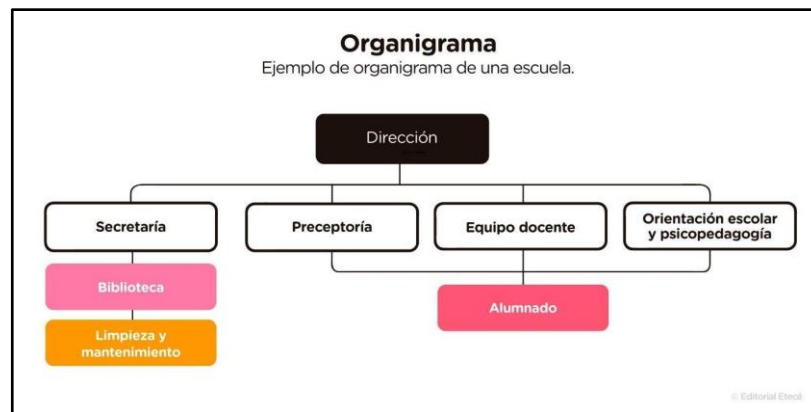 Organigrama
Ejemplo de organigrama de una escuela.
Dirección
Secretaría
Preceptoría
Equipo docente
Orientación escolar
y psicopedagogía
Biblioteca
Alumnado
Limpieza y
mantenimiento
© Editorial Etecé